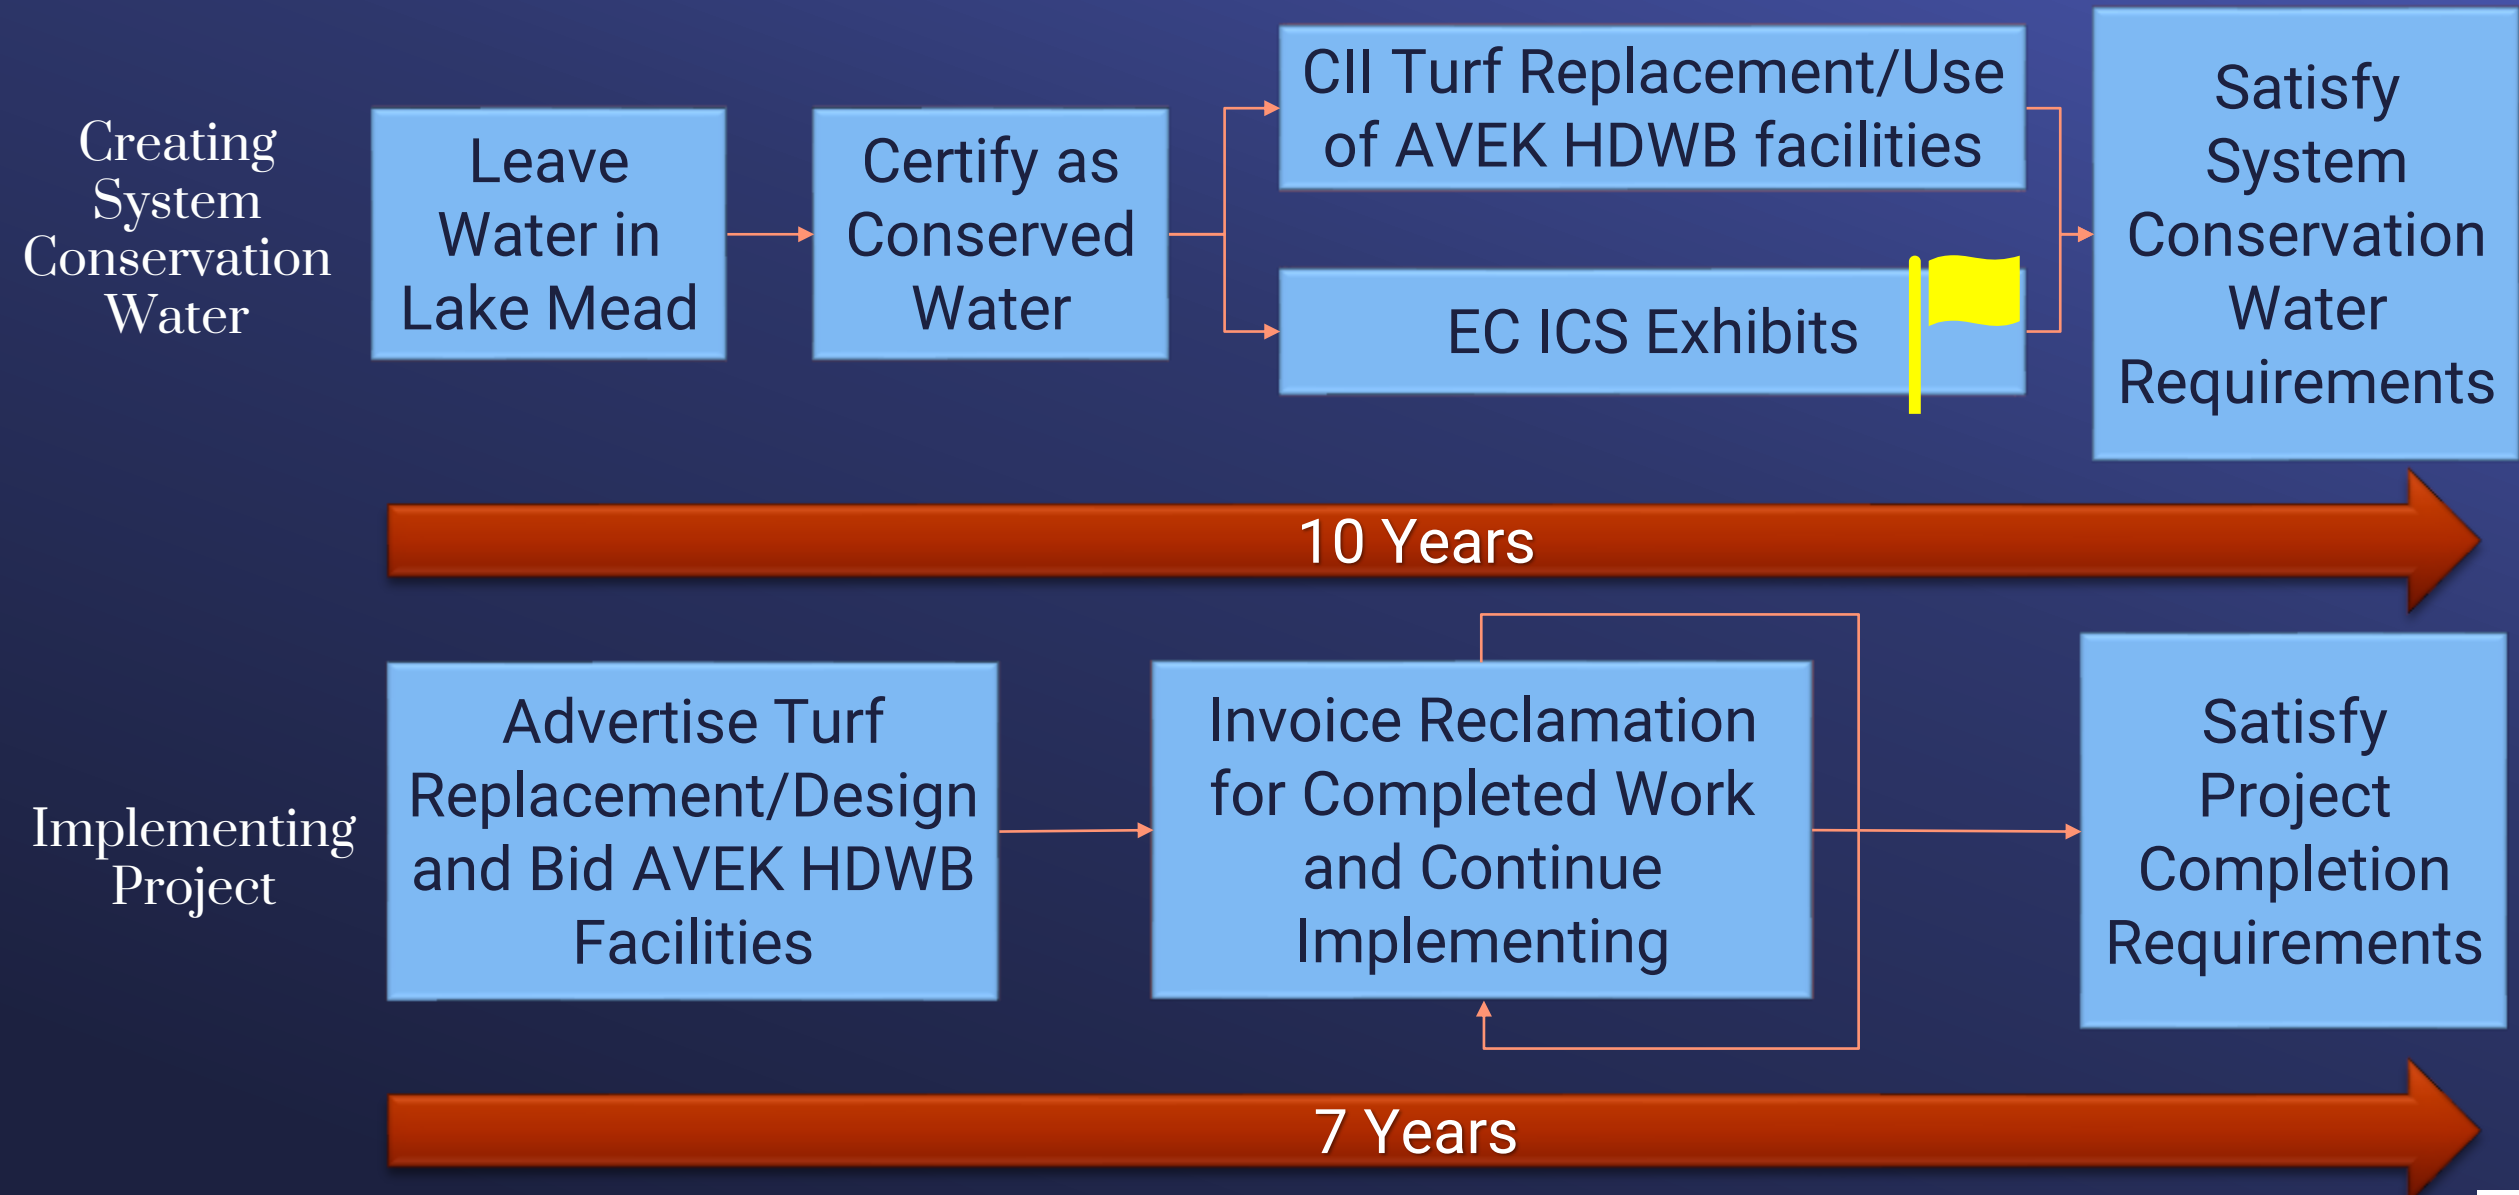 Creating
System
Conservation
Water
Leave
Water in
Lake Mead
Certify as
Conserved
Water
CII Turf Replacement/Use
of AVEK HDWB facilities
EC ICS Exhibits
Satisfy
System
Conservation
Water
Requirements
10 Years
Implementing
Project
Advertise Turf
Replacement/Design
and Bid AVEK HDWB
Facilities
Invoice Reclamation
for Completed Work
and Continue
Implementing
Satisfy
Project
Completion
Requirements
7 Years